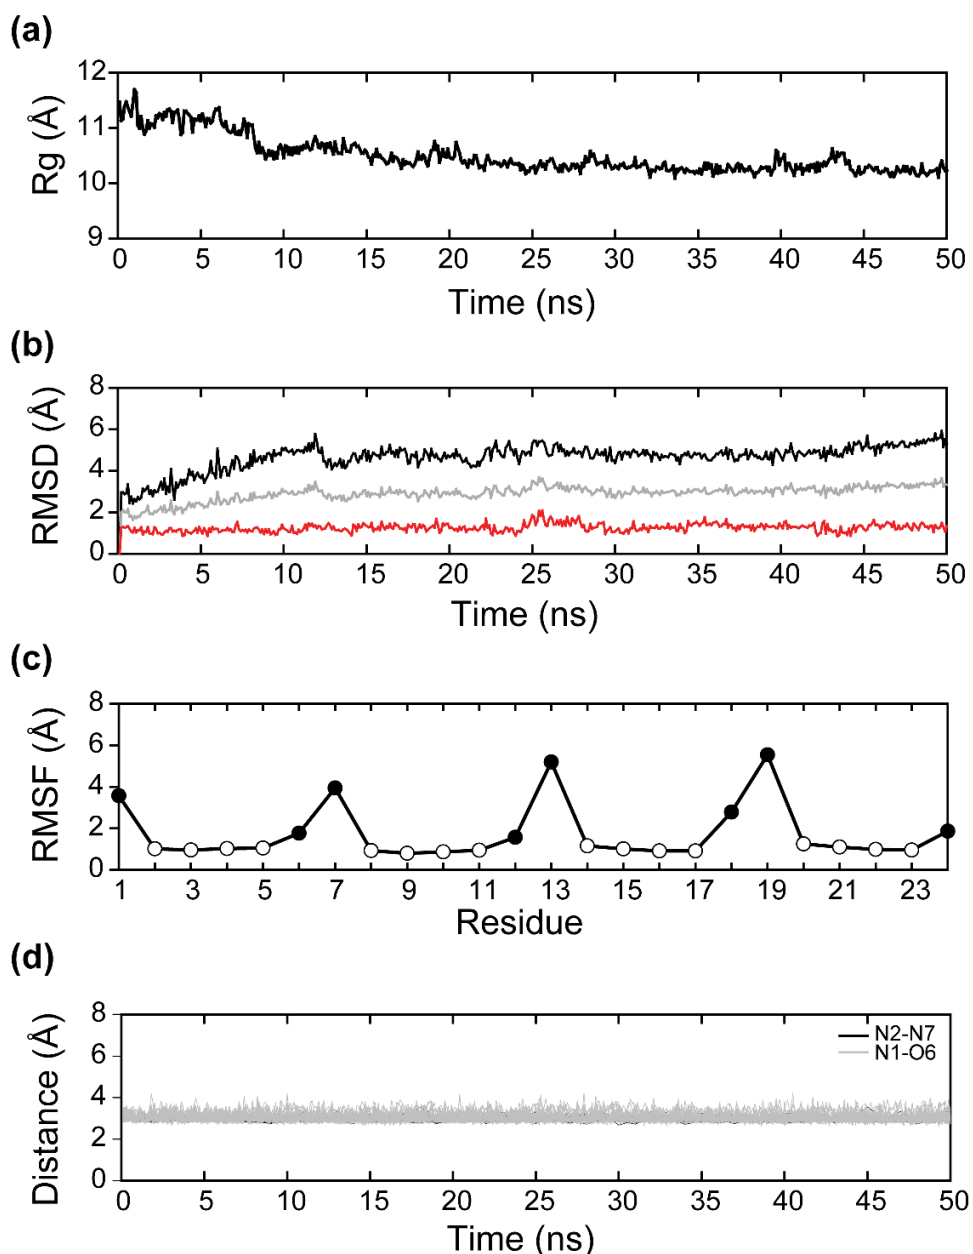 (a)
12
11
10
9
Rg (Å)
0 5 10 15 20 25 30 35 40 45 50
Time (ns)
(b)
8
6
4
2
0
RMSD (Å)
0 5 10 15 20 25 30 35 40 45 50
Time (ns)
(c)
8
6
4
2
0
RMSF (Å)
1 3 5 7 9 11 13 15 17 19 21 23
Residue
(d)
8
6
4
2
0
Distance (Å)
N2-N7
N1-O6
0 5 10 15 20 25 30 35 40 45 50
Time (ns)